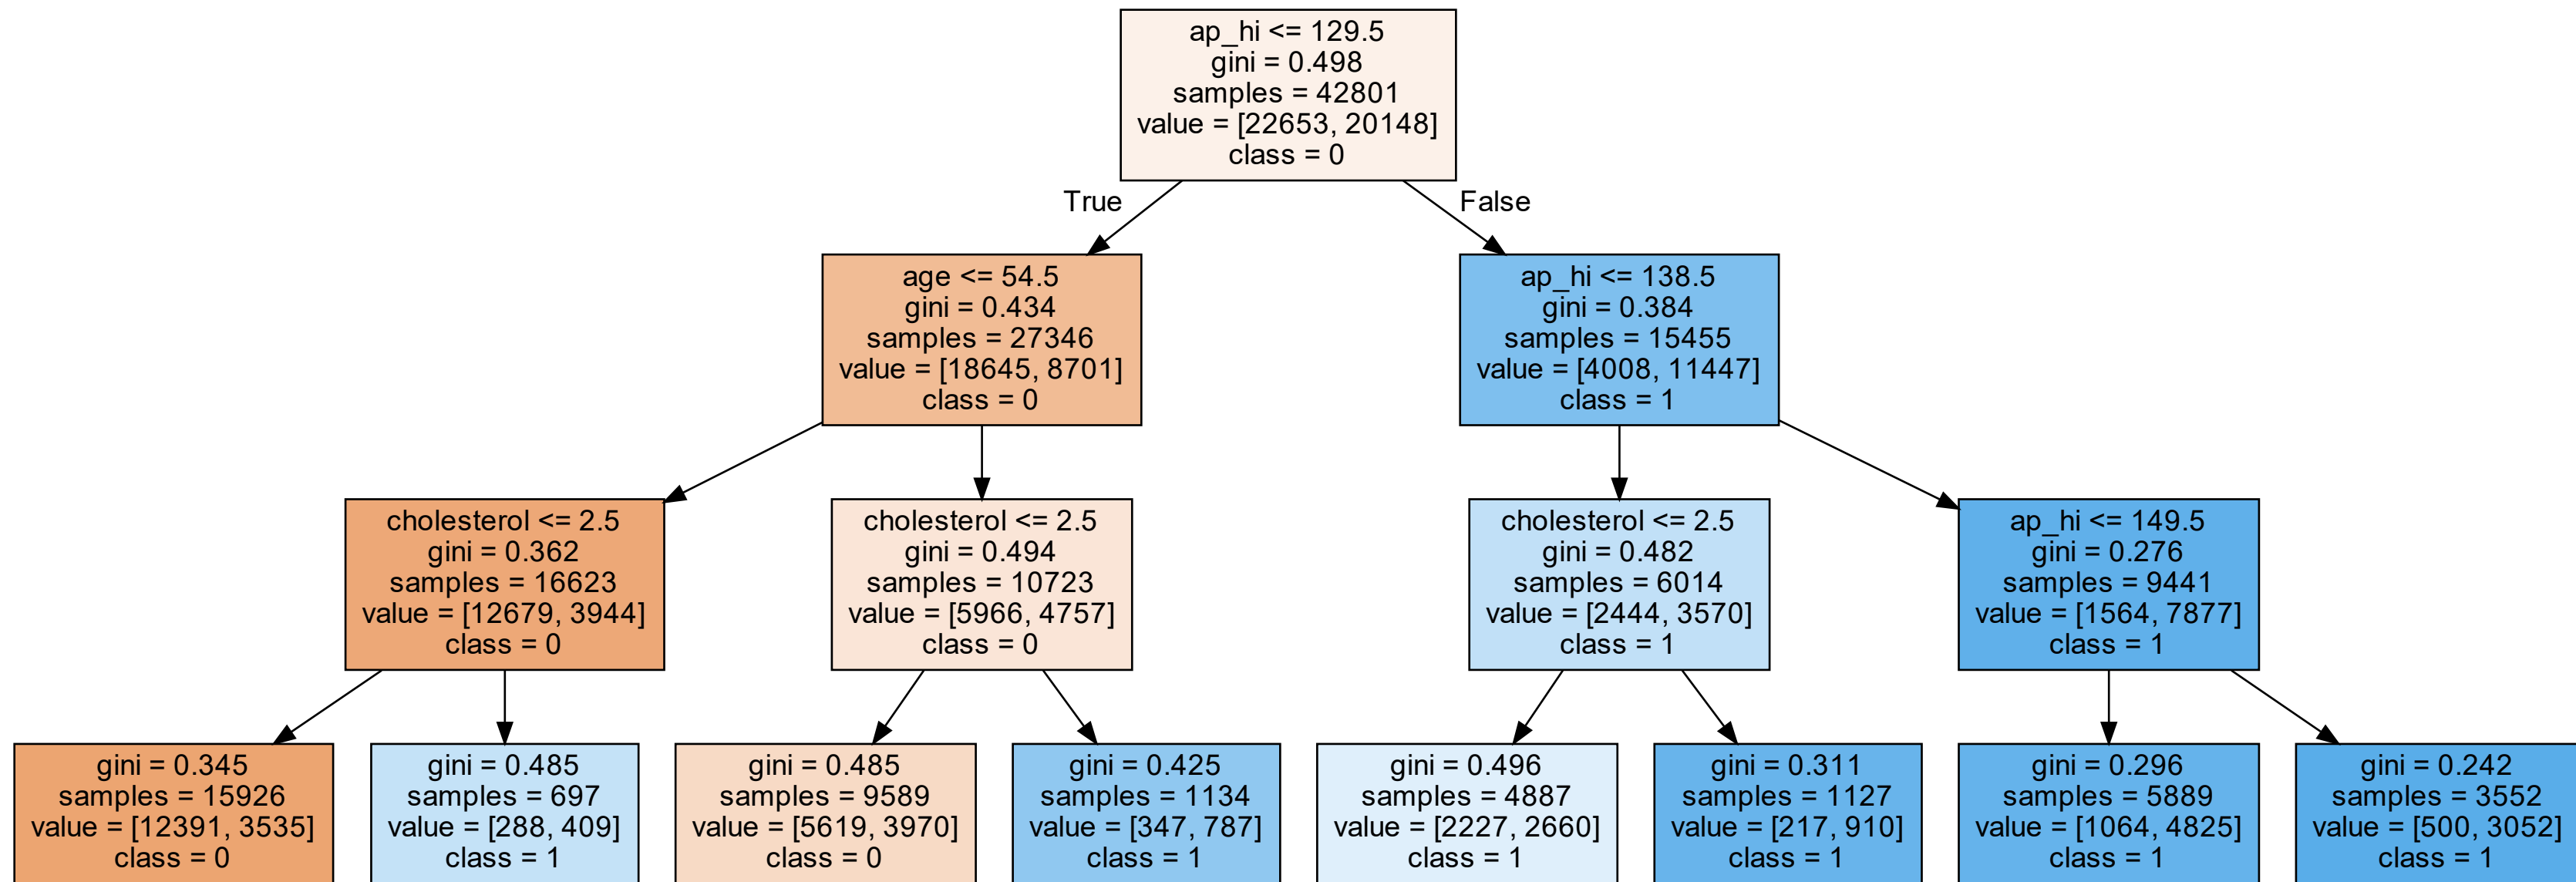 ap_hi <= 129.5
gini = 0.498
samples = 42801
value = [22653, 20148]
class = 0
True
False
age <= 54.5
gini = 0.434
samples = 27346
value = [18645, 8701]
class = 0
ap_hi <= 138.5
gini = 0.384
samples = 15455
value = [4008, 11447]
class = 1
cholesterol <= 2.5
gini = 0.362
samples = 16623
value = [12679, 3944]
class = 0
cholesterol <= 2.5
gini = 0.494
samples = 10723
value = [5966, 4757]
class = 0
cholesterol <= 2.5
gini = 0.482
samples = 6014
value = [2444, 3570]
class = 1
ap_hi <= 149.5
gini = 0.276
samples = 9441
value = [1564, 7877]
class = 1
gini = 0.345
samples = 15926
value = [12391, 3535]
class = 0
gini = 0.485
samples = 697
value = [288, 409]
class = 1
gini = 0.485
samples = 9589
value = [5619, 3970]
class = 0
gini = 0.425
samples = 1134
value = [347, 787]
class = 1
gini = 0.496
samples = 4887
value = [2227, 2660]
class = 1
gini = 0.311
samples = 1127
value = [217, 910]
class = 1
gini = 0.296
samples = 5889
value = [1064, 4825]
class = 1
gini = 0.242
samples = 3552
value = [500, 3052]
class = 1